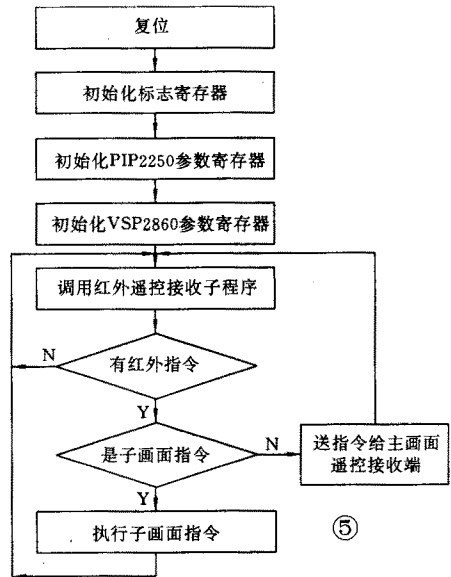 复位
初始化标志寄存器
初始化PIP2250参数寄存器
初始化VSP2860参数寄存器
调用红外遥控接收子程序
N
有红外指令
Y
是子画面指令
N
送指令给主画面
遥控接收端
Y
执行子画面指令
⑤